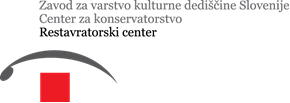 Zavod za varstvo kulturne dediščine Slovenije
Center za konservatorstvo
Restavratorski center